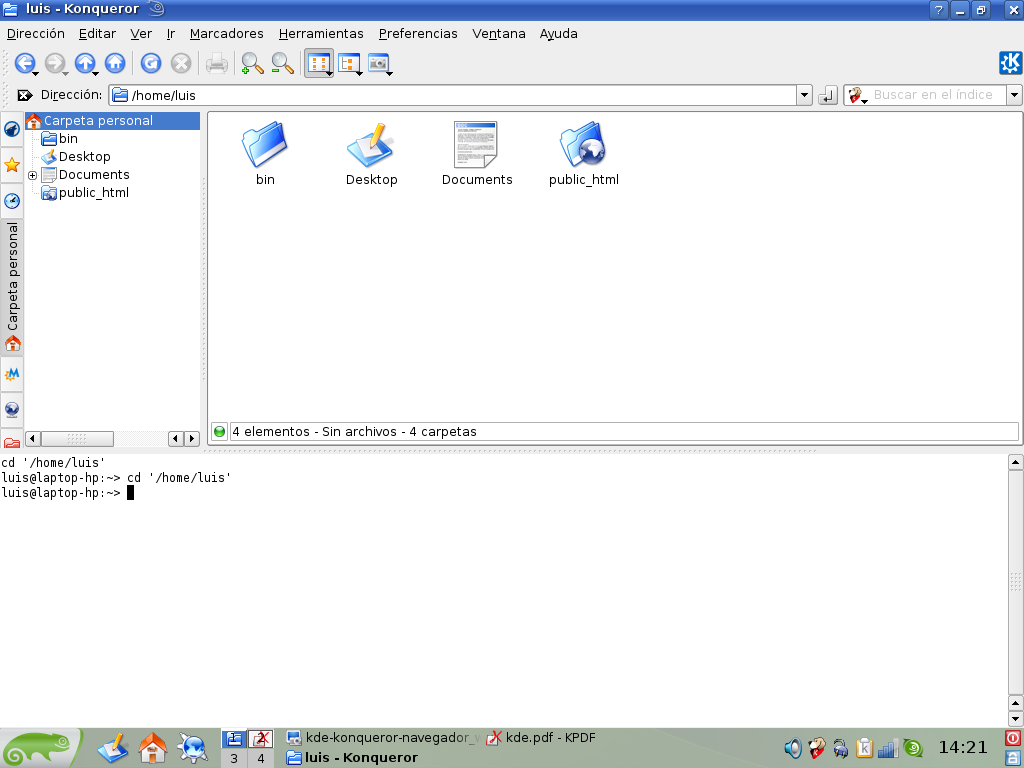 luis - Konqueror
Dirección Editar Ver Ir Marcadores Herramientas Preferencias Ventana Ayuda
Dirección: /home/luis Buscar en el índice
Carpeta personal
bin
Desktop
Documents
public_html
Carpeta personal
bin Desktop Documents public_html
4 elementos - Sin archivos - 4 carpetas
cd '/home/luis'
luis@laptop-hp:~> cd '/home/luis'
luis@laptop-hp:~>
1 2
3 4
kde-konqueror-navegador_ kde.pdf - KPDF
luis - Konqueror
14:21